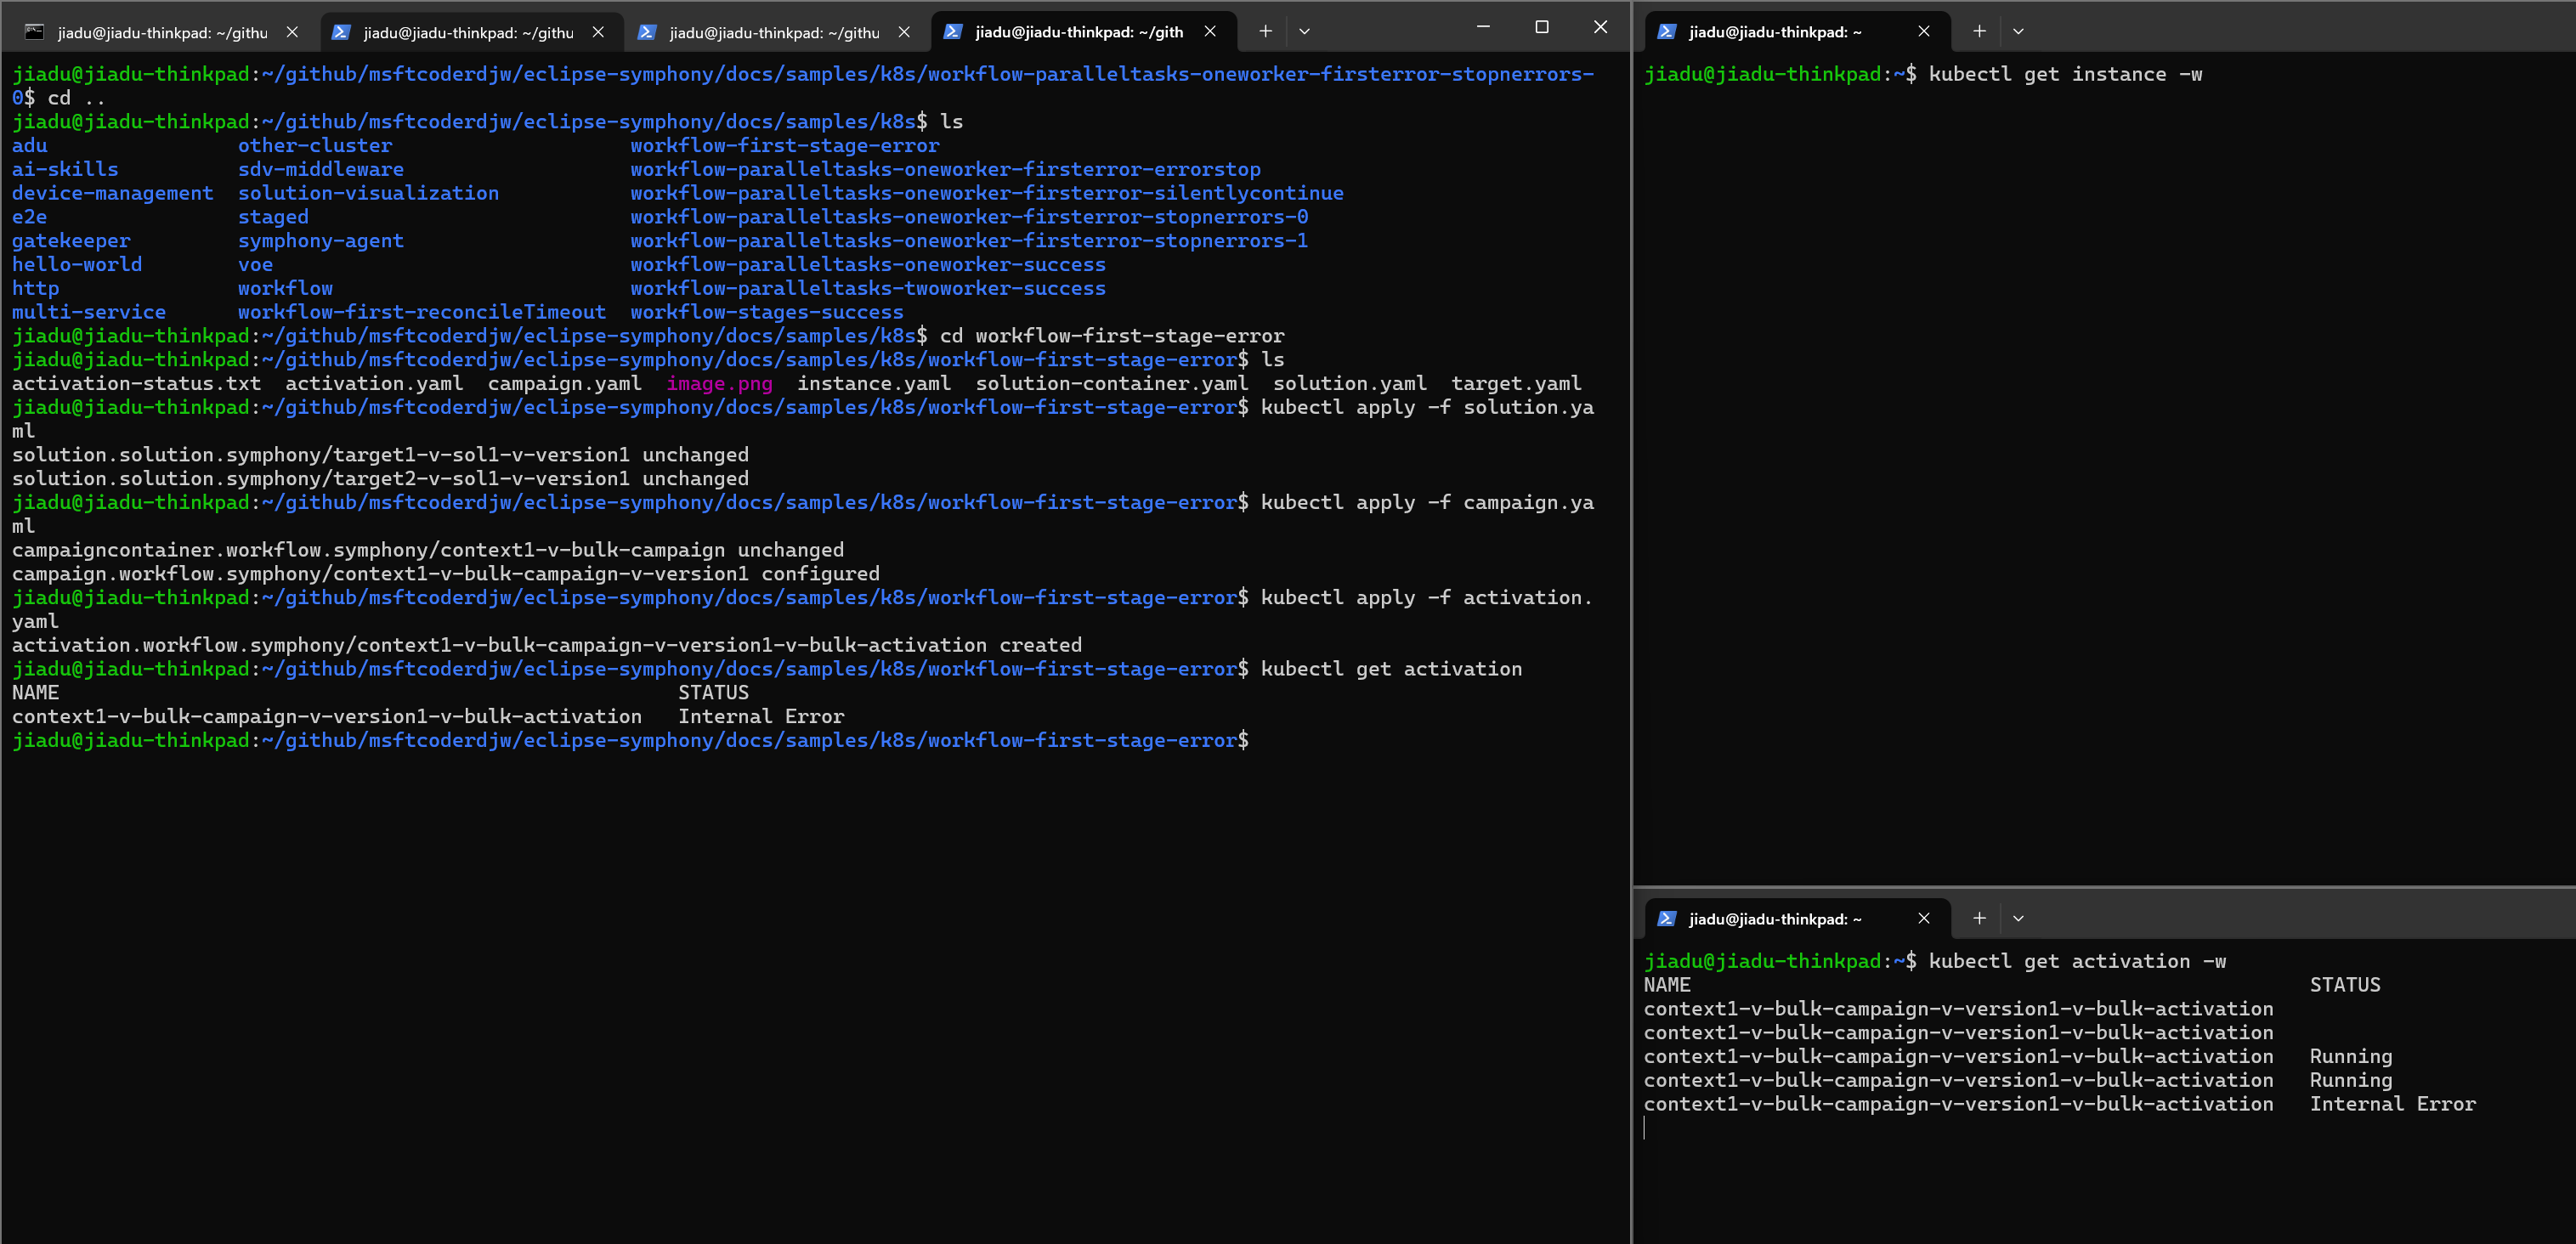 jiadu@jiadu-thinkpad: ~/githu
jiadu@jiadu-thinkpad: ~/githu
jiadu@jiadu-thinkpad: ~/githu
jiadu@jiadu-thinkpad: ~/gith
jiadu@jiadu-thinkpad:~/github/msftcoderdjw/eclipse-symphony/docs/samples/k8s/workflow-paralleltasks-oneworker-firsterror-stopnerrors-
0$ cd ..
jiadu@jiadu-thinkpad:~/github/msftcoderdjw/eclipse-symphony/docs/samples/k8s$ ls
adu other-cluster workflow-first-stage-error
ai-skills sdv-middleware workflow-paralleltasks-oneworker-firsterror-errorstop
device-management solution-visualization workflow-paralleltasks-oneworker-firsterror-silentlycontinue
e2e staged workflow-paralleltasks-oneworker-firsterror-stopnerrors-0
gatekeeper symphony-agent workflow-paralleltasks-oneworker-firsterror-stopnerrors-1
hello-world voe workflow-paralleltasks-oneworker-success
http workflow workflow-paralleltasks-twoworker-success
multi-service workflow-first-reconcileTimeout workflow-stages-success
jiadu@jiadu-thinkpad:~/github/msftcoderdjw/eclipse-symphony/docs/samples/k8s$ cd workflow-first-stage-error
jiadu@jiadu-thinkpad:~/github/msftcoderdjw/eclipse-symphony/docs/samples/k8s/workflow-first-stage-error$ ls
activation-status.txt activation.yaml campaign.yaml image.png instance.yaml solution-container.yaml solution.yaml target.yaml
jiadu@jiadu-thinkpad:~/github/msftcoderdjw/eclipse-symphony/docs/samples/k8s/workflow-first-stage-error$ kubectl apply -f solution.ya
ml
solution.solution.symphony/target1-v-sol1-v-version1 unchanged
solution.solution.symphony/target2-v-sol1-v-version1 unchanged
jiadu@jiadu-thinkpad:~/github/msftcoderdjw/eclipse-symphony/docs/samples/k8s/workflow-first-stage-error$ kubectl apply -f campaign.ya
ml
campaigncontainer.workflow.symphony/context1-v-bulk-campaign unchanged
campaign.workflow.symphony/context1-v-bulk-campaign-v-version1 configured
jiadu@jiadu-thinkpad:~/github/msftcoderdjw/eclipse-symphony/docs/samples/k8s/workflow-first-stage-error$ kubectl apply -f activation.
yaml
activation.workflow.symphony/context1-v-bulk-campaign-v-version1-v-bulk-activation created
jiadu@jiadu-thinkpad:~/github/msftcoderdjw/eclipse-symphony/docs/samples/k8s/workflow-first-stage-error$ kubectl get activation
NAME STATUS
context1-v-bulk-campaign-v-version1-v-bulk-activation Internal Error
jiadu@jiadu-thinkpad:~/github/msftcoderdjw/eclipse-symphony/docs/samples/k8s/workflow-first-stage-error$
jiadu@jiadu-thinkpad: ~
jiadu@jiadu-thinkpad:~$ kubectl get instance -w
jiadu@jiadu-thinkpad: ~
jiadu@jiadu-thinkpad:~$ kubectl get activation -w
NAME STATUS
context1-v-bulk-campaign-v-version1-v-bulk-activation
context1-v-bulk-campaign-v-version1-v-bulk-activation
context1-v-bulk-campaign-v-version1-v-bulk-activation Running
context1-v-bulk-campaign-v-version1-v-bulk-activation Running
context1-v-bulk-campaign-v-version1-v-bulk-activation Internal Error